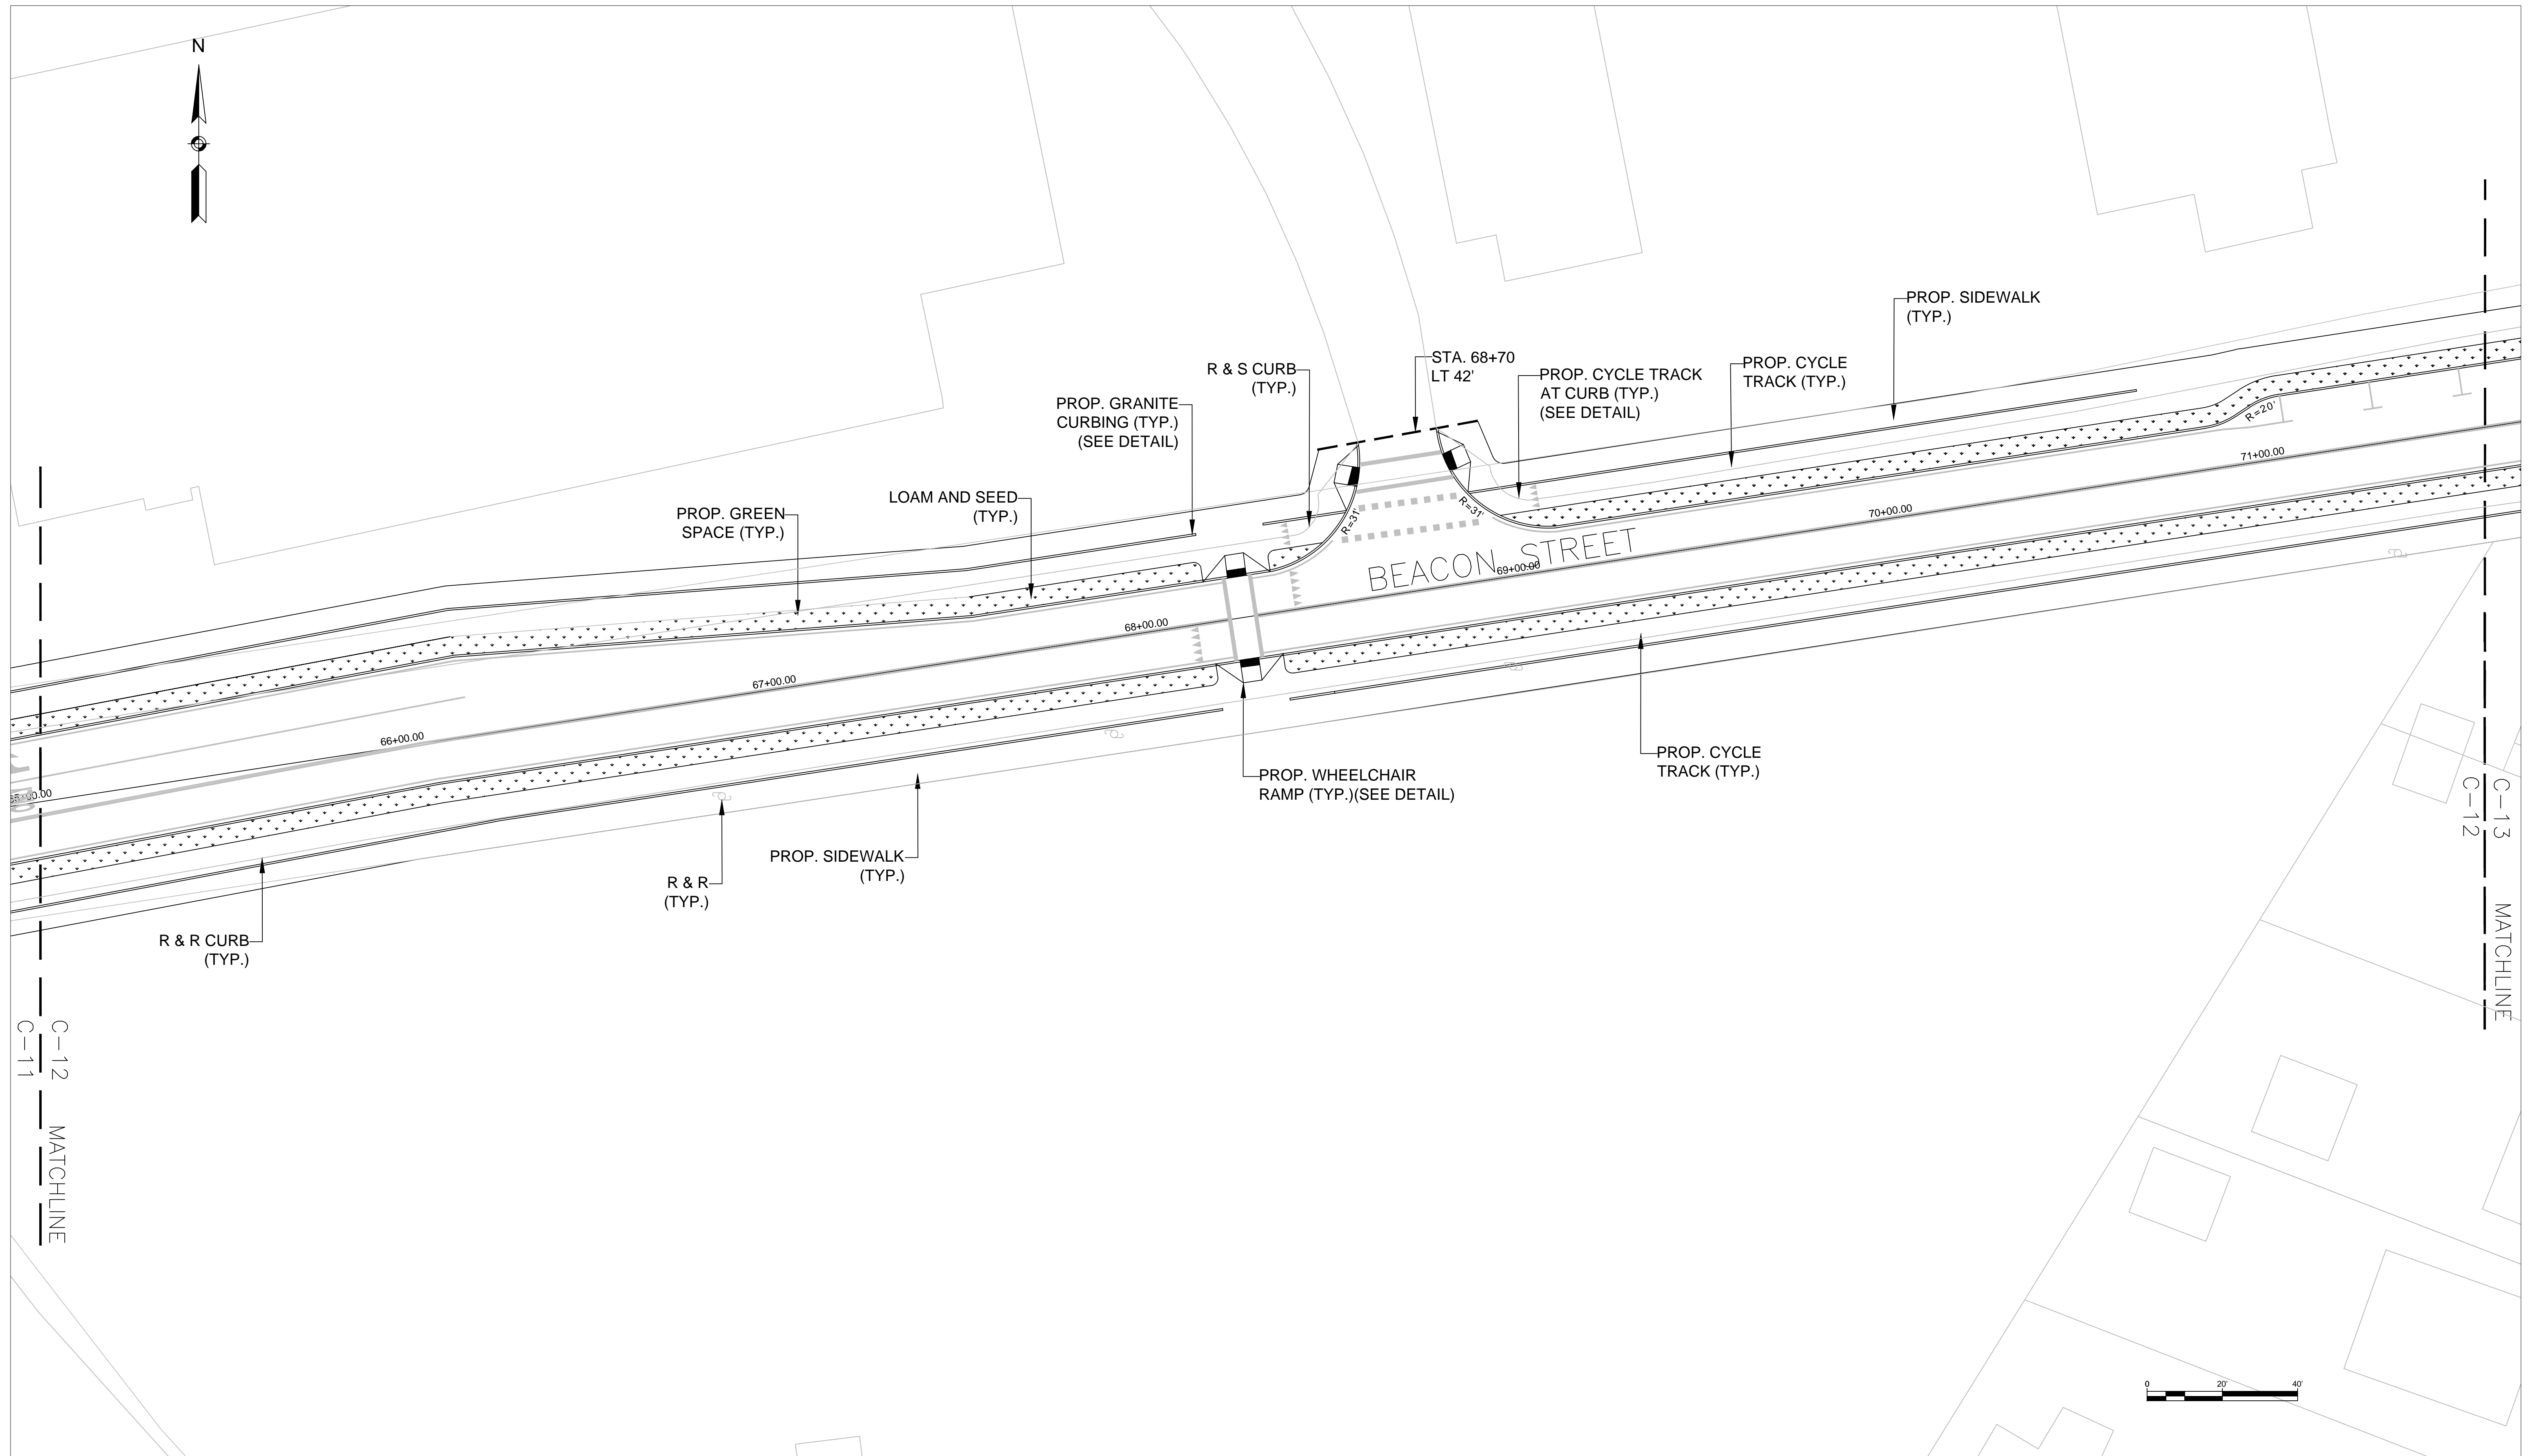 N
PROP. SIDEWALK
(TYP.)
STA. 68+70
LT 42'
R & S CURB
(TYP.)
PROP. CYCLE TRACK
AT CURB (TYP.)
(SEE DETAIL)
PROP. CYCLE
TRACK (TYP.)
PROP. GRANITE
CURBING (TYP.)
(SEE DETAIL)
R=20'
LOAM AND SEED
(TYP.)
PROP. GREEN
SPACE (TYP.)
R=31'
R=31'
BEACON STREET
71+00.00
70+00.00
69+00.00
68+00.00
67+00.00
66+00.00
PROP. CYCLE
TRACK (TYP.)
PROP. WHEELCHAIR
RAMP (TYP.)(SEE DETAIL)
PROP. SIDEWALK
(TYP.)
R & R
(TYP.)
R & R CURB
(TYP.)
C-13
C-12
MATCHLINE
C-12
C-11
MATCHLINE
0 20' 40'